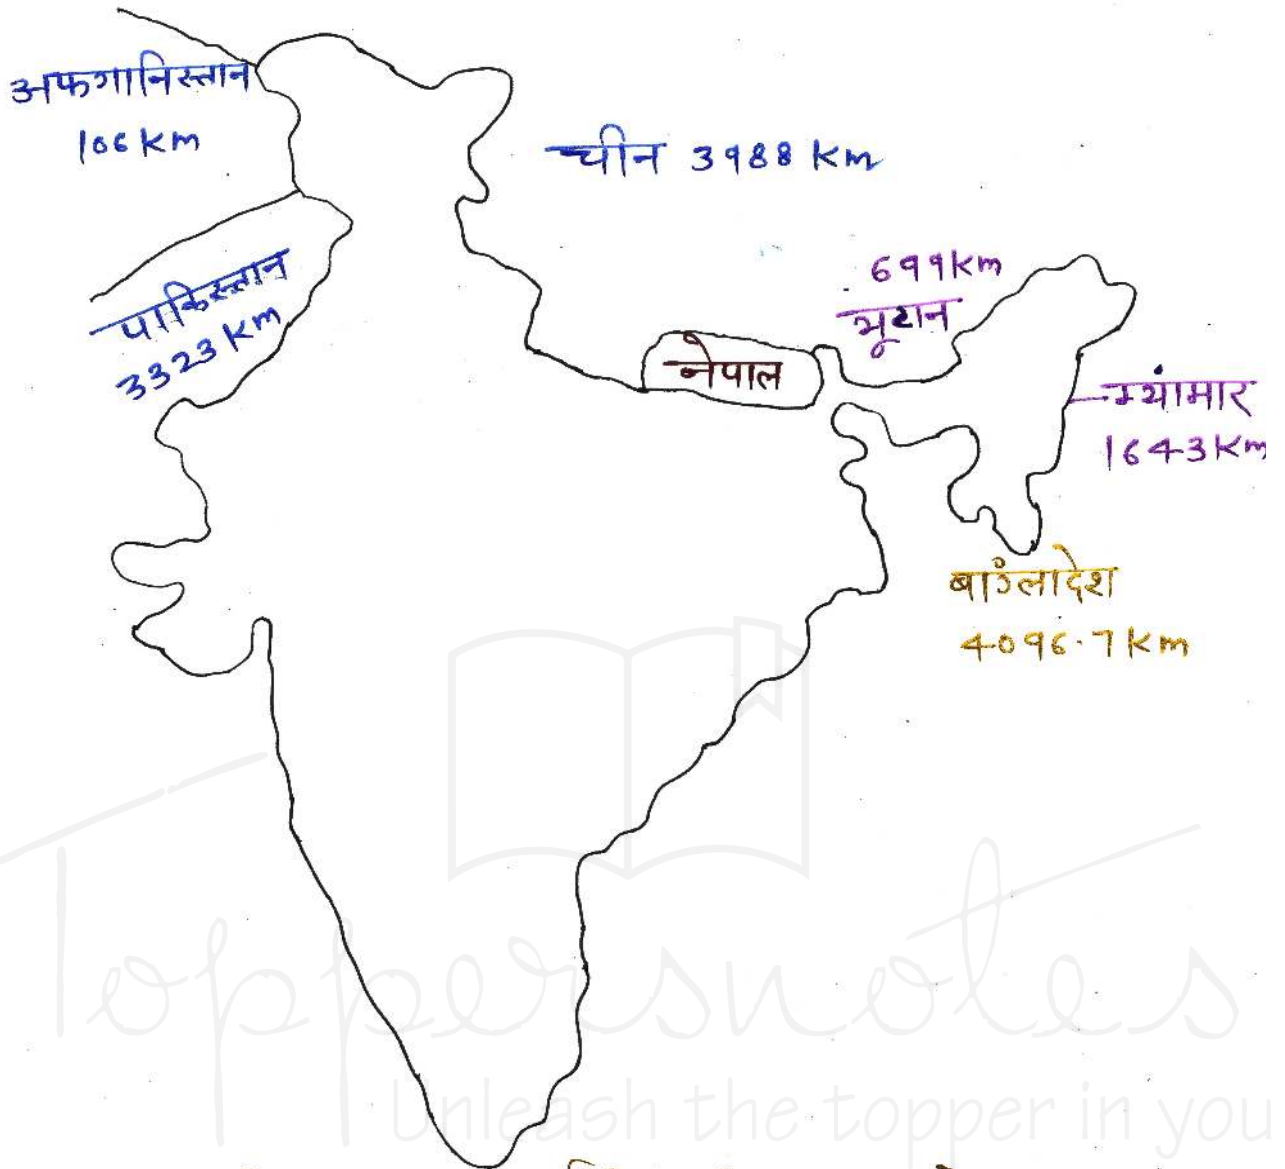 अफगानिस्तान
106 km
चीन 3988 km
पाकिस्तान
3323 km
699 km
भूटान
नेपाल
म्यांमार
1643 km
बांग्लादेश
4096.7 km
Toppersnotes
Unleash the topper in you